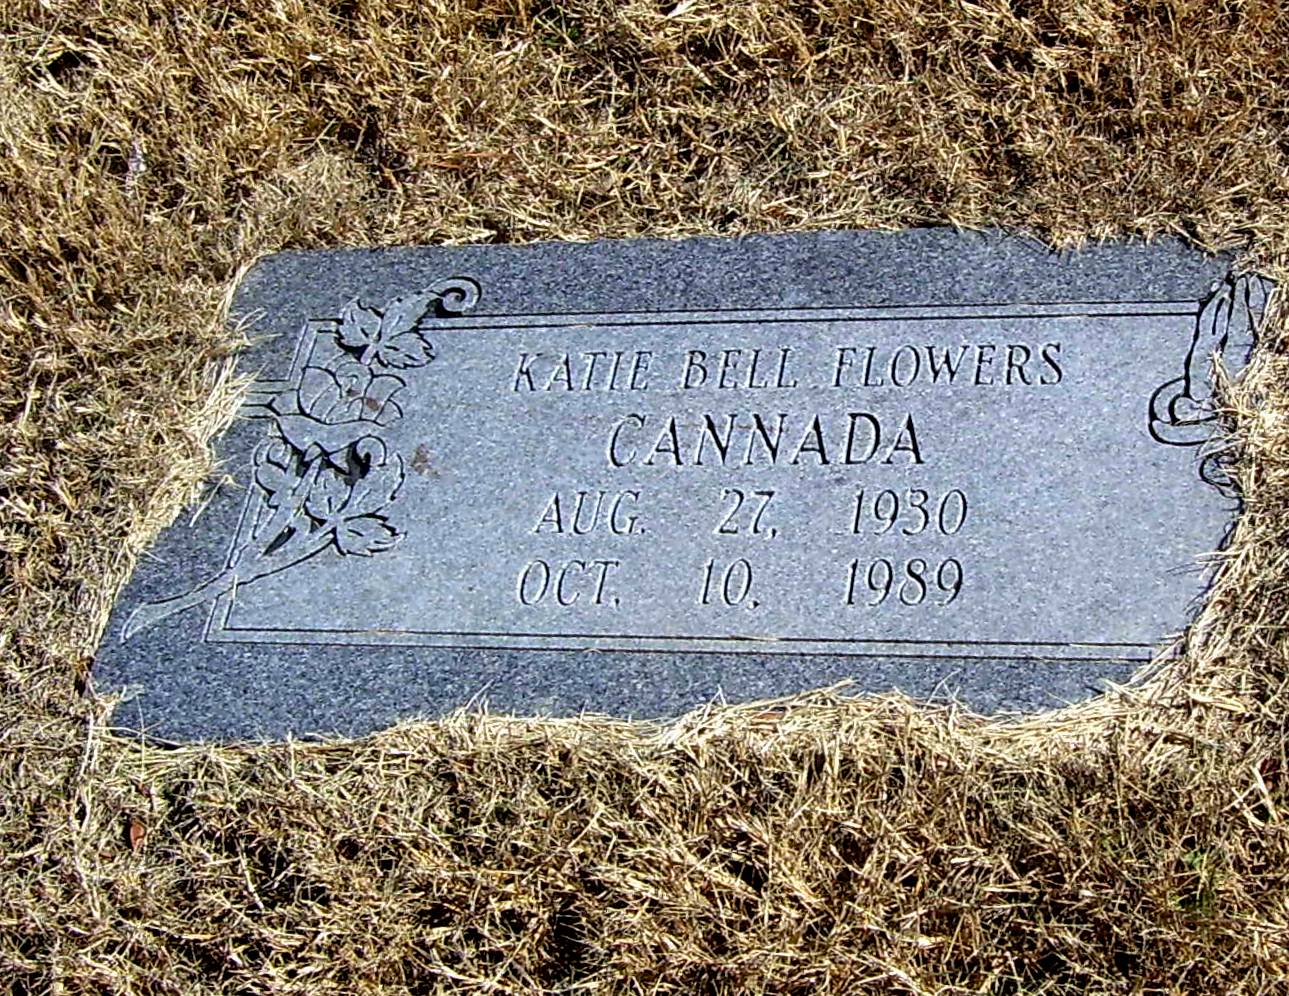 KATIE BELL FLOWERS
CANNADA
AUG. 27, 1930
OCT. 10, 1989